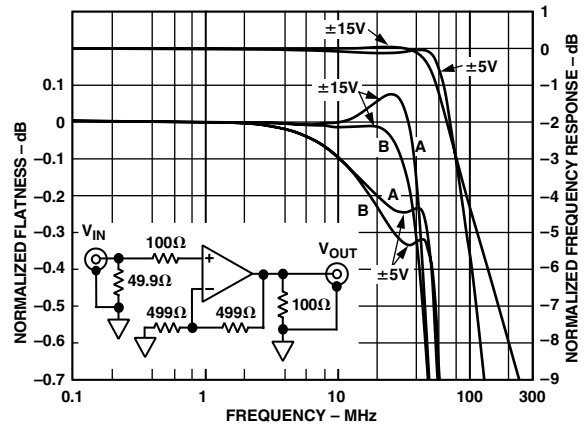 NORMALIZED FLATNESS – dB
0.1
0
–0.1
–0.2
–0.3
–0.4
–0.5
–0.6
–0.7
1
0
–1
–2
–3
–4
–5
–6
–7
–8
–9
NORMALIZED FREQUENCY RESPONSE – dB
±15V
±5V
±15V
B
A
A
B
±5V
VIN
100Ω
49.9Ω
+
–
499Ω
499Ω
VOUT
100Ω
0.1
1
10
100
300
FREQUENCY – MHz